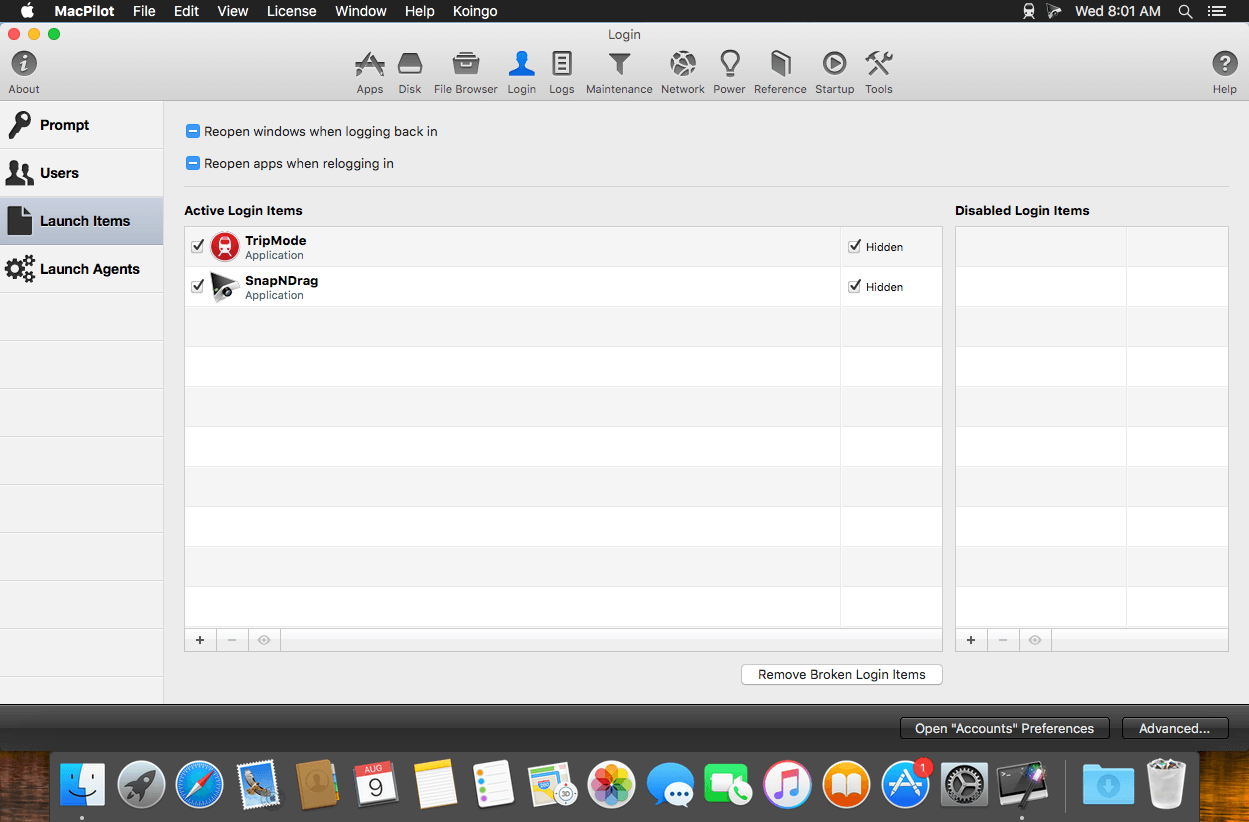 MacPilot File Edit View License Window Help Koingo Wed 8:01 AM
Login
About Apps Disk File Browser Login Logs Maintenance Network Power Reference Startup Tools Help
Prompt
Users
Launch Items
Launch Agents
Reopen windows when logging back in
Reopen apps when relogging in
Active Login Items
TripMode
Application
Hidden
SnapNDrag
Application
Hidden
Disabled Login Items
Remove Broken Login Items
Open "Accounts" Preferences Advanced...
AUG
9
3D
1